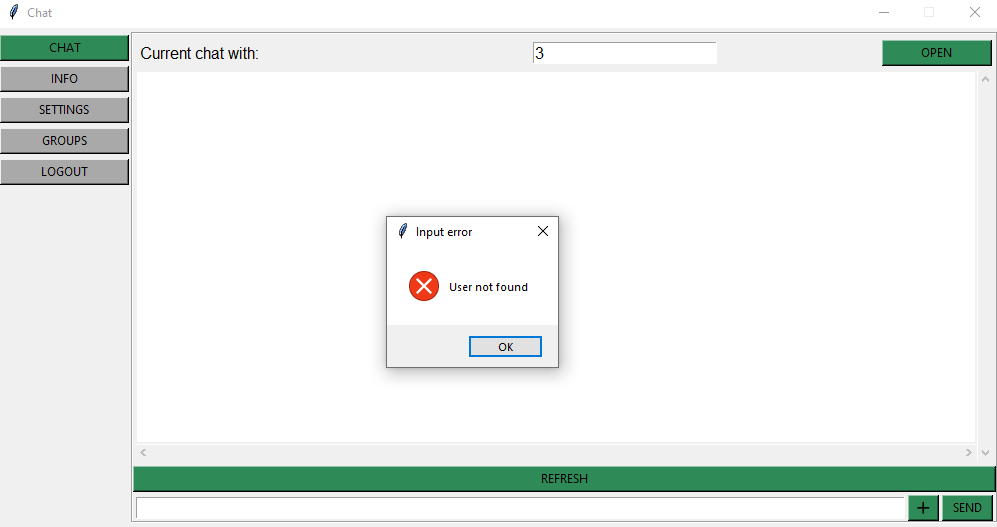 Chat
CHAT
INFO
SETTINGS
GROUPS
LOGOUT
Current chat with:
3
OPEN
Input error
User not found
OK
REFRESH
+
SEND